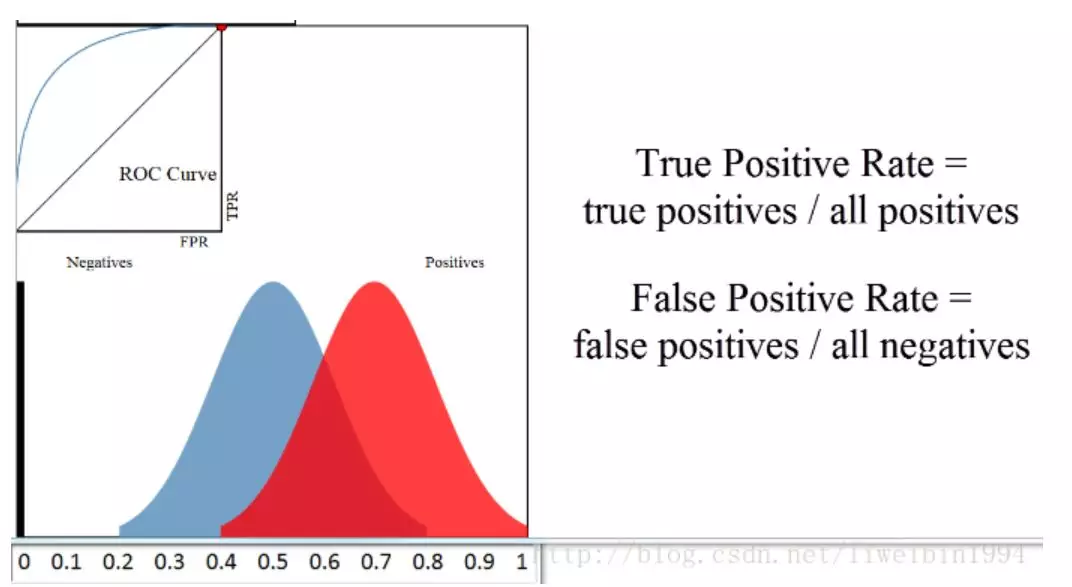 ROC Curve
TPR
FPR
Negatives
Positives
True Positive Rate =
true positives / all positives
False Positive Rate =
false positives / all negatives
0 0.1 0.2 0.3 0.4 0.5 0.6 0.7 0.8 0.9 1
http://blog.csdn.net/liweibin1994